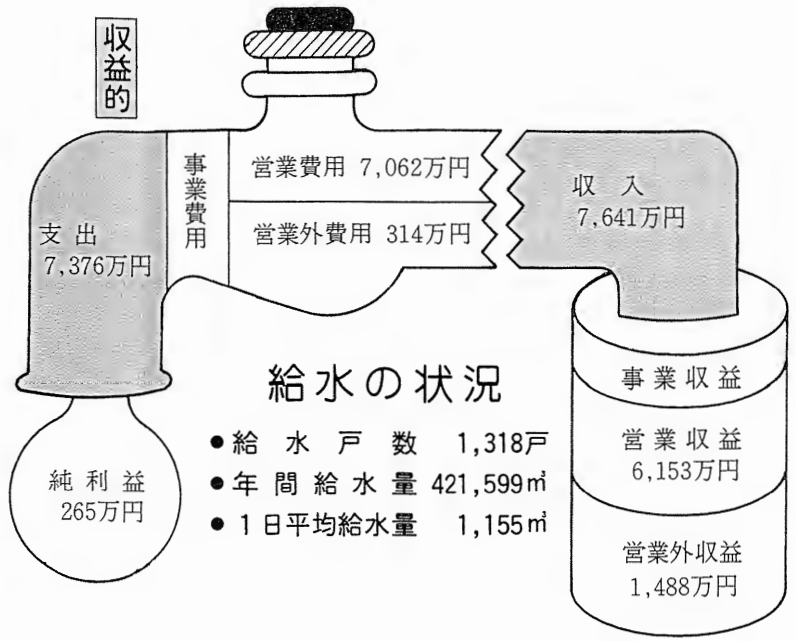 収益的
支出
7,376万円
事業費用
営業費用 7,062万円
営業外費用 314万円
収入
7,641万円
純利益
265万円
事業収益
営業収益
6,153万円
営業外収益
1,488万円
給水の状況
●給水戸数 1,318戸
●年間給水量 421,599㎥
●1日平均給水量 1,155㎥